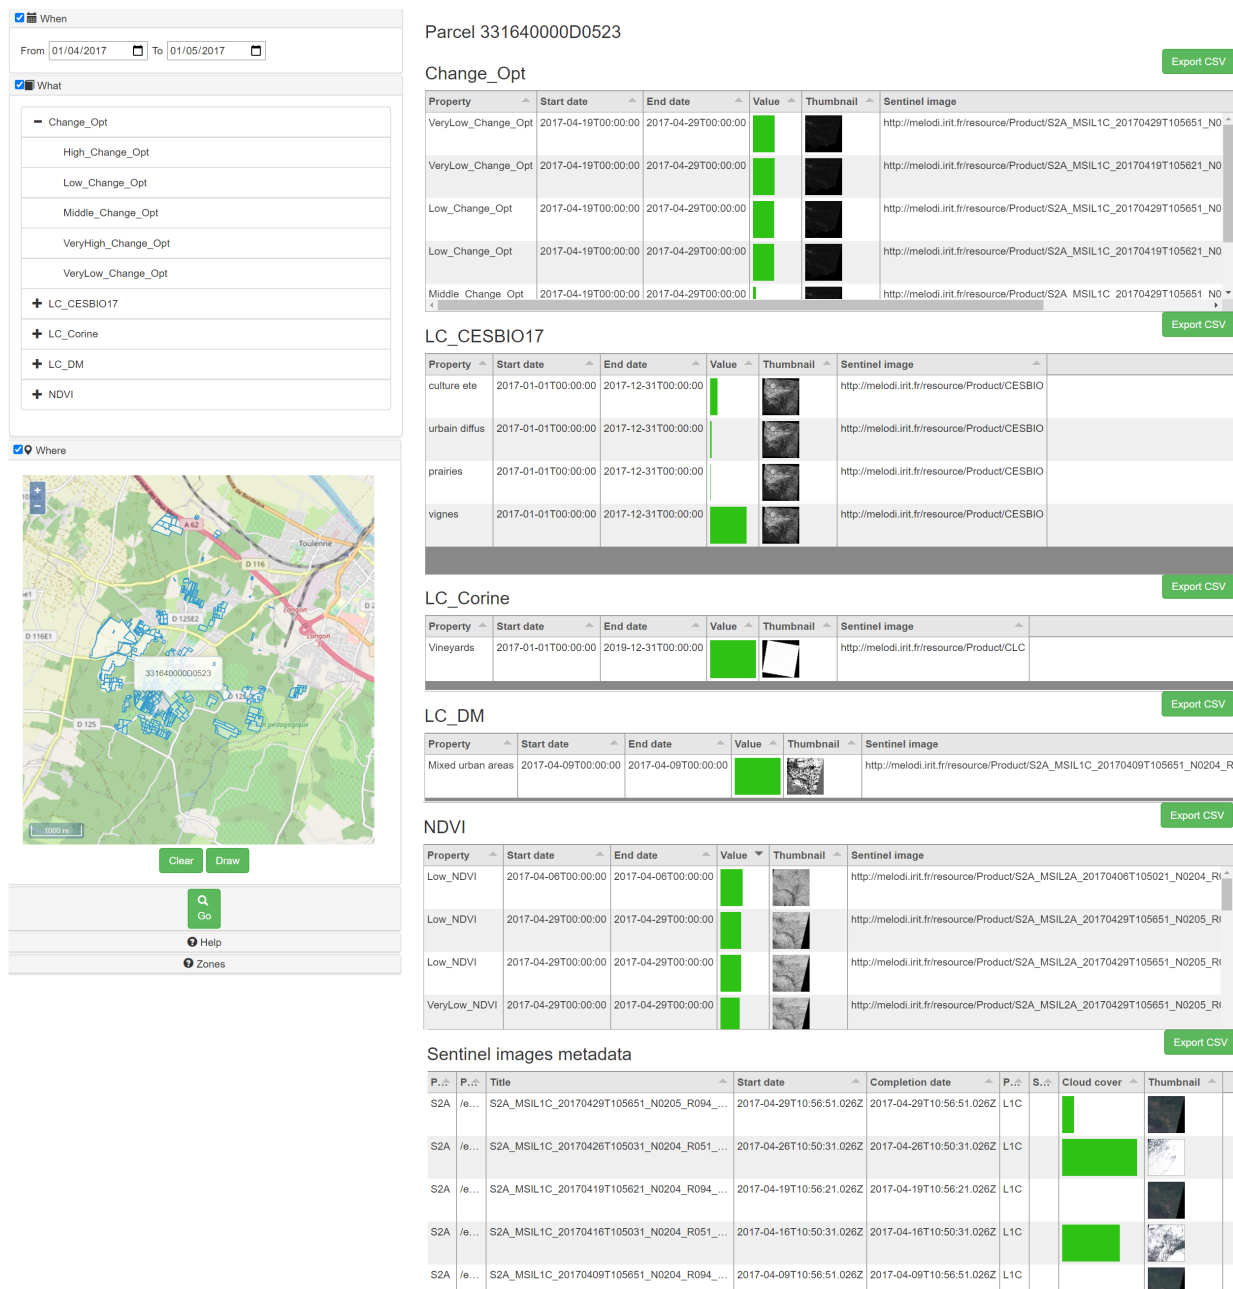 When
From 01/04/2017 To 01/05/2017
What
Change_Opt
High_Change_Opt
Low_Change_Opt
Middle_Change_Opt
VeryHigh_Change_Opt
VeryLow_Change_Opt
LC_CESBIO17
LC_Corine
LC_DM
NDVI
Where
+
−
A 62
Toulenne
D 116
D 125E2
Langon
Langon
D 116E1
331640000D0523
x
D 125
D 125
1000 m
Clear Draw
Go
Help
Zones
Parcel 331640000D0523
Export CSV
Change_Opt
Property Start date End date Value Thumbnail Sentinel image
VeryLow_Change_Opt 2017-04-19T00:00:00 2017-04-29T00:00:00 http://melodi.irit.fr/resource/Product/S2A_MSIL1C_20170429T105651_N0
VeryLow_Change_Opt 2017-04-19T00:00:00 2017-04-29T00:00:00 http://melodi.irit.fr/resource/Product/S2A_MSIL1C_20170419T105621_N0
Low_Change_Opt 2017-04-19T00:00:00 2017-04-29T00:00:00 http://melodi.irit.fr/resource/Product/S2A_MSIL1C_20170429T105651_N0
Low_Change_Opt 2017-04-19T00:00:00 2017-04-29T00:00:00 http://melodi.irit.fr/resource/Product/S2A_MSIL1C_20170419T105621_N0
Middle_Change_Opt 2017-04-19T00:00:00 2017-04-29T00:00:00 http://melodi.irit.fr/resource/Product/S2A_MSIL1C_20170429T105651_N0
Export CSV
LC_CESBIO17
Property Start date End date Value Thumbnail Sentinel image
culture ete 2017-01-01T00:00:00 2017-12-31T00:00:00 http://melodi.irit.fr/resource/Product/CESBIO
urbain diffus 2017-01-01T00:00:00 2017-12-31T00:00:00 http://melodi.irit.fr/resource/Product/CESBIO
prairies 2017-01-01T00:00:00 2017-12-31T00:00:00 http://melodi.irit.fr/resource/Product/CESBIO
vignes 2017-01-01T00:00:00 2017-12-31T00:00:00 http://melodi.irit.fr/resource/Product/CESBIO
Export CSV
LC_Corine
Property Start date End date Value Thumbnail Sentinel image
Vineyards 2017-01-01T00:00:00 2019-12-31T00:00:00 http://melodi.irit.fr/resource/Product/CLC
Export CSV
LC_DM
Property Start date End date Value Thumbnail Sentinel image
Mixed urban areas 2017-04-09T00:00:00 2017-04-09T00:00:00 http://melodi.irit.fr/resource/Product/S2A_MSIL1C_20170409T105651_N0204_R
Export CSV
NDVI
Property Start date End date Value Thumbnail Sentinel image
Low_NDVI 2017-04-06T00:00:00 2017-04-06T00:00:00 http://melodi.irit.fr/resource/Product/S2A_MSIL2A_20170406T105021_N0204_R
Low_NDVI 2017-04-29T00:00:00 2017-04-29T00:00:00 http://melodi.irit.fr/resource/Product/S2A_MSIL2A_20170429T105651_N0205_R
Low_NDVI 2017-04-29T00:00:00 2017-04-29T00:00:00 http://melodi.irit.fr/resource/Product/S2A_MSIL2A_20170429T105651_N0205_R
VeryLow_NDVI 2017-04-29T00:00:00 2017-04-29T00:00:00 http://melodi.irit.fr/resource/Product/S2A_MSIL2A_20170429T105651_N0205_R
Export CSV
Sentinel images metadata
P... P... Title Start date Completion date P... S... Cloud cover Thumbnail
S2A /e... S2A_MSIL1C_20170429T105651_N0205_R094_... 2017-04-29T10:56:51.026Z 2017-04-29T10:56:51.026Z L1C
S2A /e... S2A_MSIL1C_20170426T105031_N0204_R051_... 2017-04-26T10:50:31.026Z 2017-04-26T10:50:31.026Z L1C
S2A /e... S2A_MSIL1C_20170419T105621_N0204_R094_... 2017-04-19T10:56:21.026Z 2017-04-19T10:56:21.026Z L1C
S2A /e... S2A_MSIL1C_20170416T105031_N0204_R051_... 2017-04-16T10:50:31.026Z 2017-04-16T10:50:31.026Z L1C
S2A /e... S2A_MSIL1C_20170409T105651_N0204_R094_... 2017-04-09T10:56:51.026Z 2017-04-09T10:56:51.026Z L1C